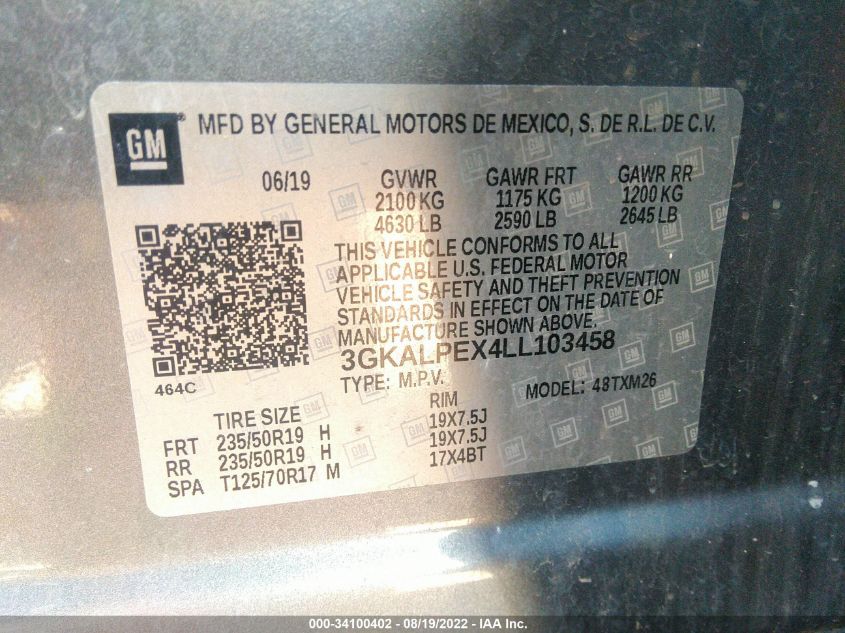 GM
MFD BY GENERAL MOTORS DE MEXICO, S. DE R.L. DE C.V.
06/19 GVWR GAWR FRT GAWR RR
2100 KG 1175 KG 1200 KG
4630 LB 2590 LB 2645 LB
THIS VEHICLE CONFORMS TO ALL
APPLICABLE U.S. FEDERAL MOTOR
VEHICLE SAFETY AND THEFT PREVENTION
STANDARDS IN EFFECT ON THE DATE OF
MANUFACTURE SHOWN ABOVE.
3GKALPEX4LL103458
464C TYPE: M.P.V. MODEL: 48TXM26
TIRE SIZE RIM
FRT 235/50R19 H 19X7.5J
RR 235/50R19 H 19X7.5J
SPA T125/70R17 M 17X4BT
000-34100402 - 08/19/2022 - IAA Inc.